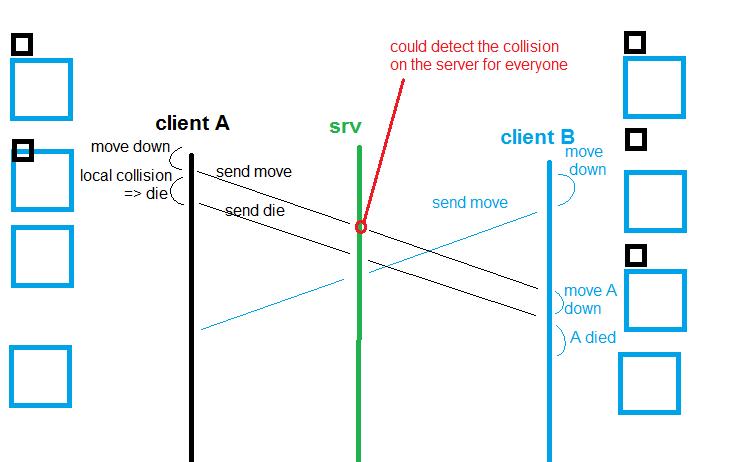 could detect the collision
on the server for everyone
client A
srv
client B
move down
local collision
=> die
send move
send die
send move
move
down
move A
down
A died